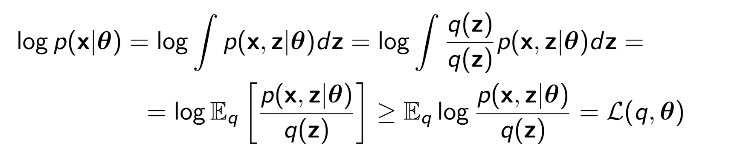 log p(x|θ) = log ∫ p(x, z|θ)dz = log ∫ q(z)/q(z) p(x, z|θ)dz =
= log 𝔼_q [ p(x, z|θ)/q(z) ] ≥ 𝔼_q log p(x, z|θ)/q(z) = ℒ(q, θ)